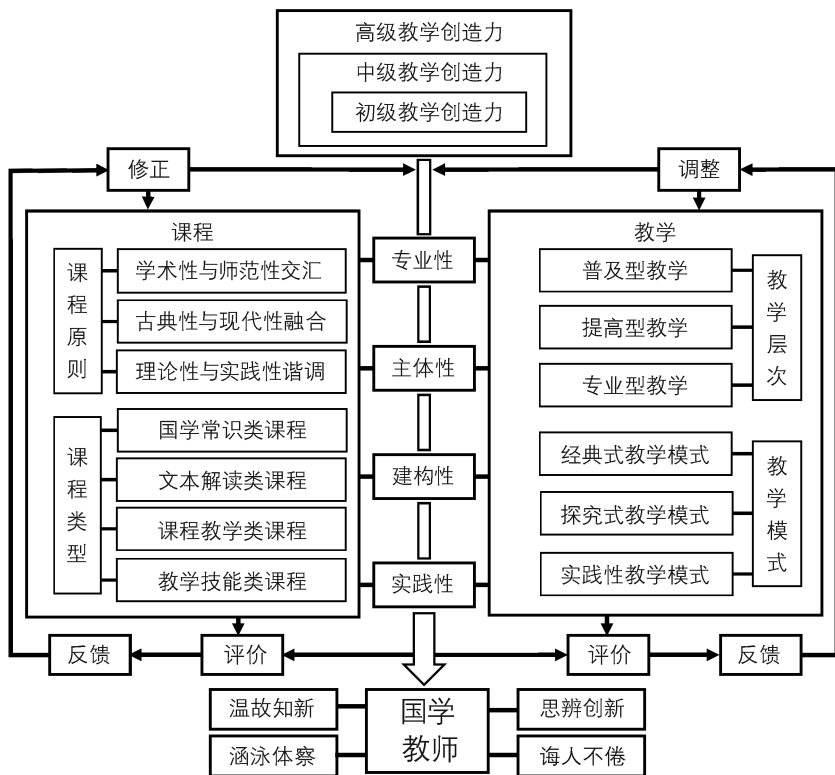 高级教学创造力
中级教学创造力
初级教学创造力
修正
调整
课程
课程原则
学术性与师范性交汇
古典性与现代性融合
理论性与实践性谐调
课程类型
国学常识类课程
文本解读类课程
课程教学类课程
教学技能类课程
专业性
主体性
建构性
实践性
教学
普及型教学
提高型教学
专业型教学
教学层次
经典式教学模式
探究式教学模式
实践性教学模式
教学模式
反馈
评价
评价
反馈
温故知新
涵泳体察
国学
教师
思辨创新
诲人不倦